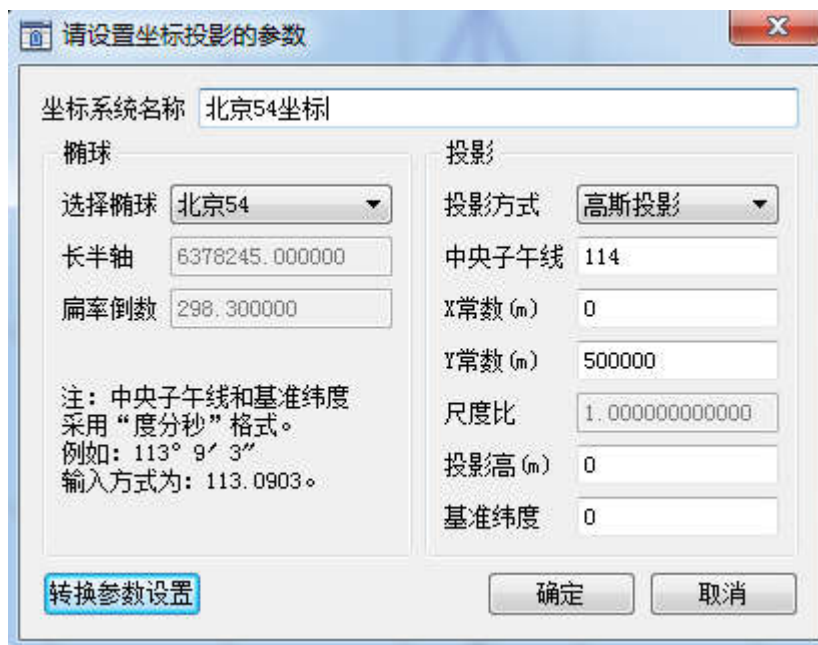 请设置坐标投影的参数
坐标系统名称 北京54坐标
椭球
选择椭球 北京54
长半轴 6378245.000000
扁率倒数 298.300000
注：中央子午线和基准纬度
采用“度分秒”格式。
例如：113° 9′ 3″
输入方式为：113.0903。
投影
投影方式 高斯投影
中央子午线 114
X常数(m) 0
Y常数(m) 500000
尺度比 1.000000000000
投影高(m) 0
基准纬度 0
转换参数设置 确定 取消